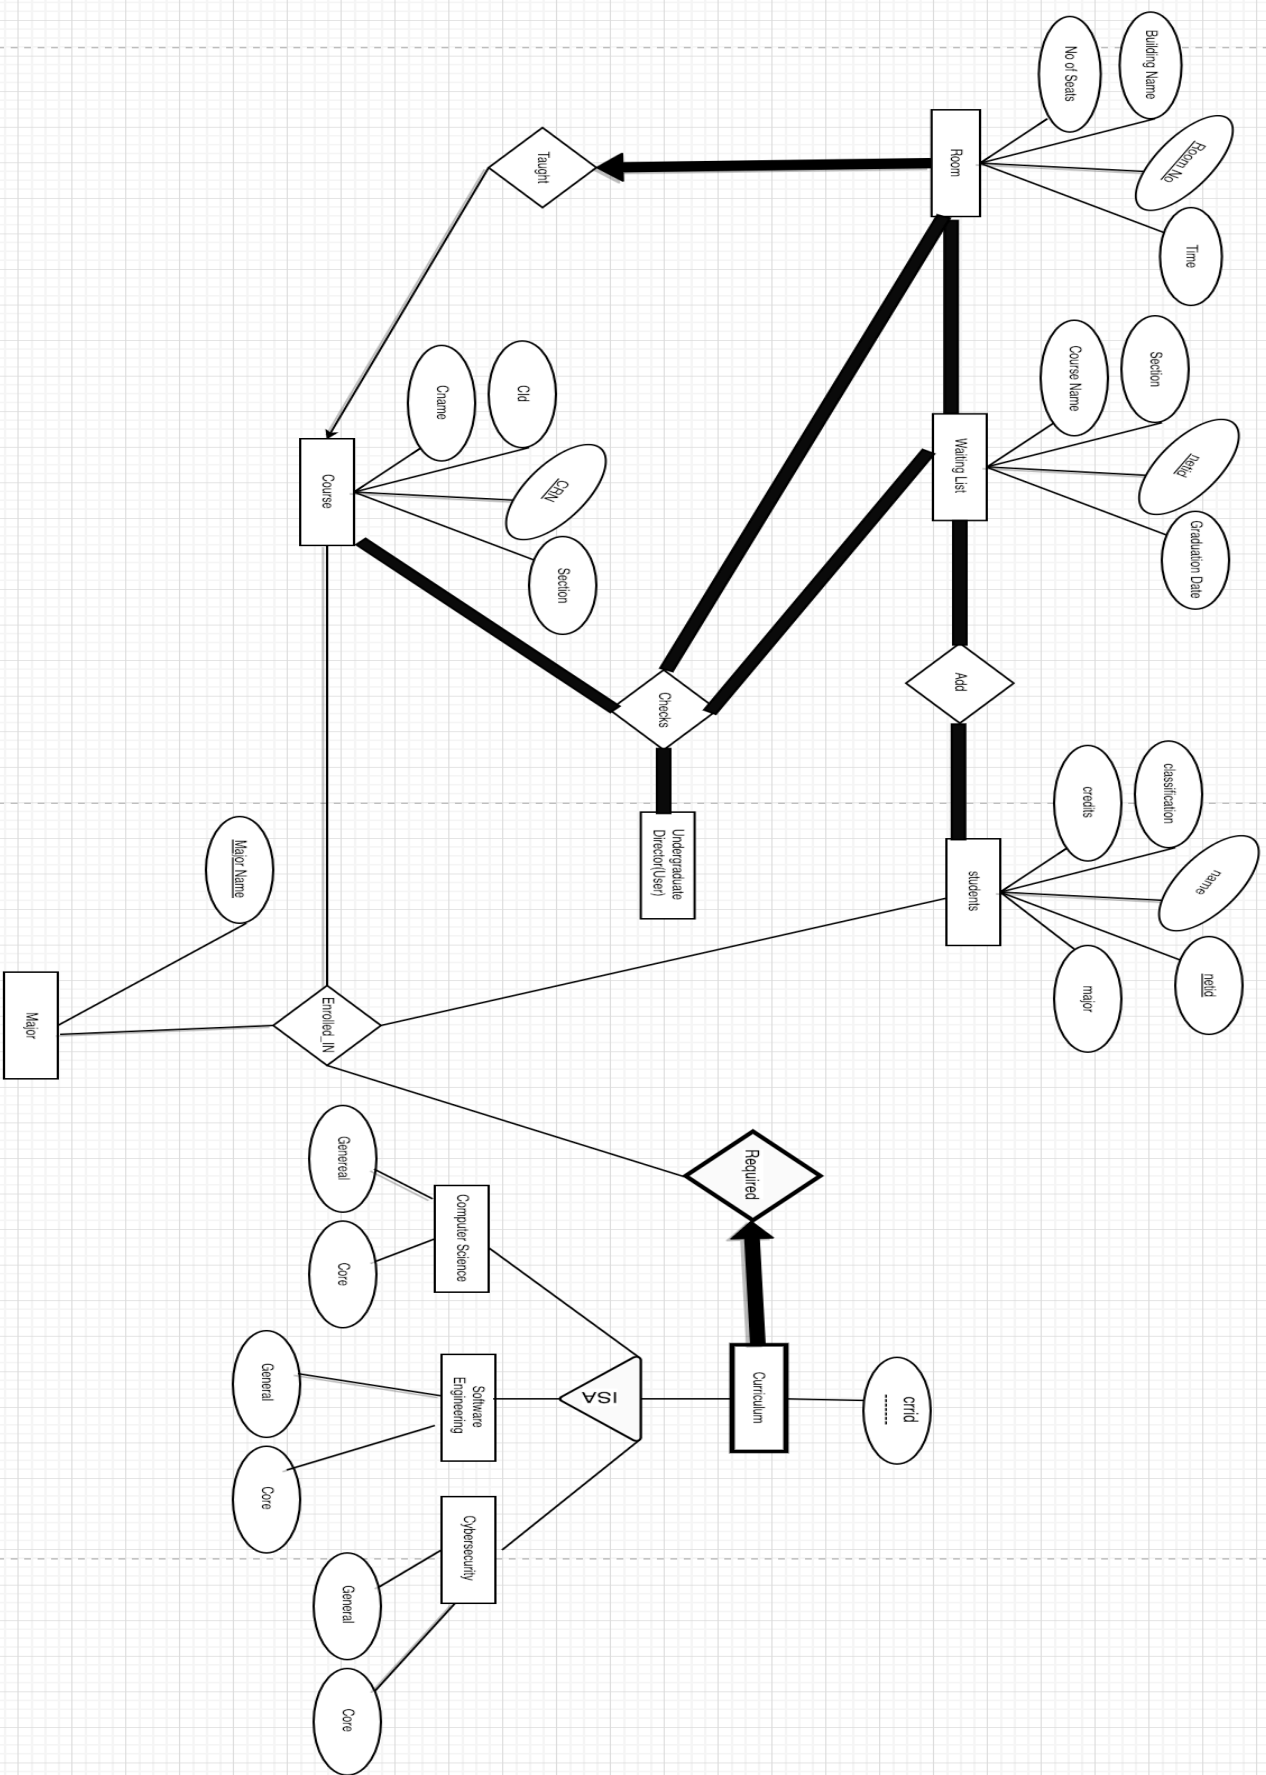 Building Name
No of Seats
Room No
Time
Room
Taught
Section
Course Name
netid
Graduation Date
Waiting List
CId
Cname
CRN
Section
Course
Add
Checks
Undergraduate
Director(User)
classification
credits
name
netid
major
students
Major Name
Major
Enrolled_IN
Required
crrid
Curriculum
ISA
Computer Science
Genereal
Core
Software
Engineering
General
Core
Cybersecurity
General
Core